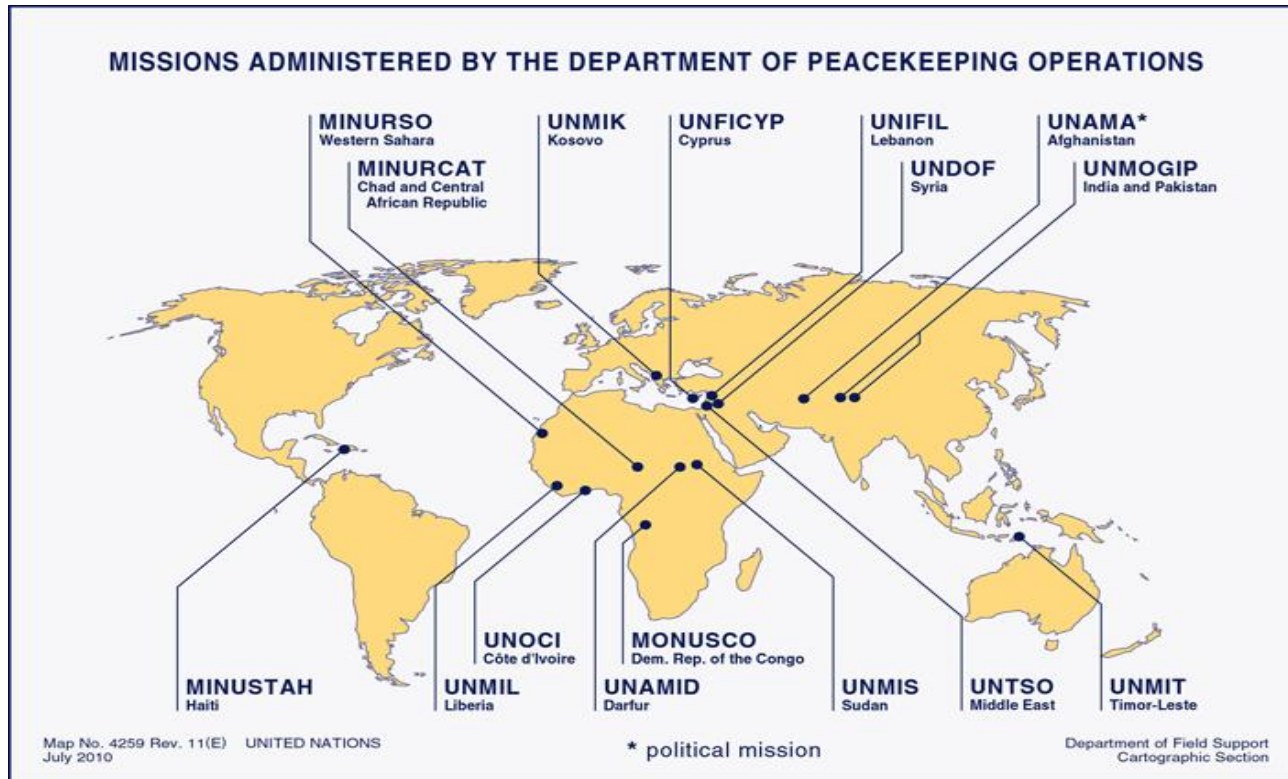 MISSIONS ADMINISTERED BY THE DEPARTMENT OF PEACEKEEPING OPERATIONS
MINURSO
Western Sahara
MINURCAT
Chad and Central
African Republic
UNMIK
Kosovo
UNFICYP
Cyprus
UNIFIL
Lebanon
UNDOF
Syria
UNAMA*
Afghanistan
UNMOGIP
India and Pakistan
MINUSTAH
Haiti
UNMIL
Liberia
UNOCI
Côte d'Ivoire
UNAMID
Darfur
MONUSCO
Dem. Rep. of the Congo
UNMIS
Sudan
UNTSO
Middle East
UNMIT
Timor-Leste
Map No. 4259 Rev. 11(E) UNITED NATIONS
July 2010
* political mission
Department of Field Support
Cartographic Section